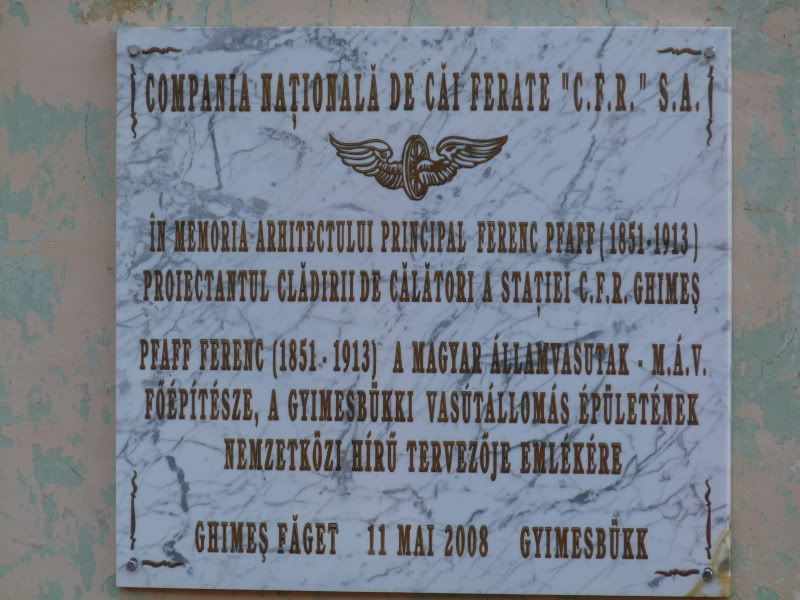 COMPANIA NAȚIONALĂ DE CĂI FERATE "C.F.R." S.A.
ÎN MEMORIA ARHITECTULUI PRINCIPAL FERENC PFAFF (1851-1913)
PROIECTANTUL CLĂDIRII DE CĂLĂTORI A STAȚIEI C.F.R. GHIMEȘ
PFAFF FERENC (1851-1913) A MAGYAR ÁLLAMVASUTAK - M.Á.V.
FŐÉPÍTÉSZE, A GYIMESBÜKKI VASÚTÁLLOMÁS ÉPÜLETÉNEK
NEMZETKÖZI HÍRŰ TERVEZŐJE EMLÉKÉRE
GHIMEȘ FĂGET 11 MAI 2008 GYIMESBÜKK